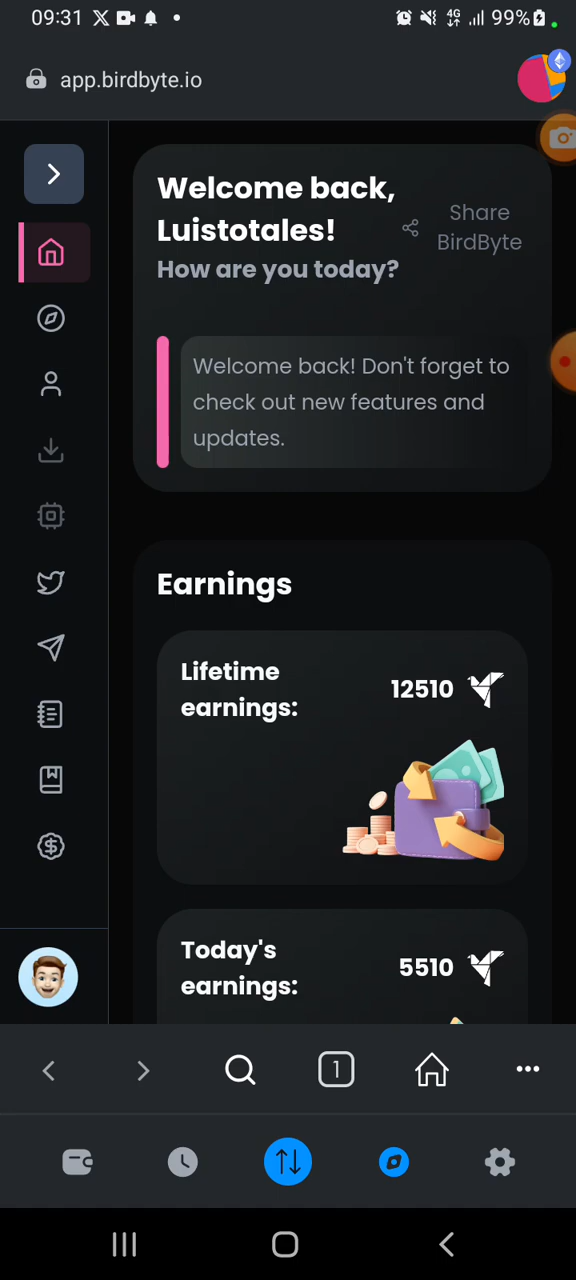 09:31
4G
99%
app.birdbyte.io
Welcome back,
Luistotales!
Share
BirdByte
How are you today?
Welcome back! Don't forget to
check out new features and
updates.
Earnings
Lifetime
earnings:
12510
Today's
earnings:
5510
1